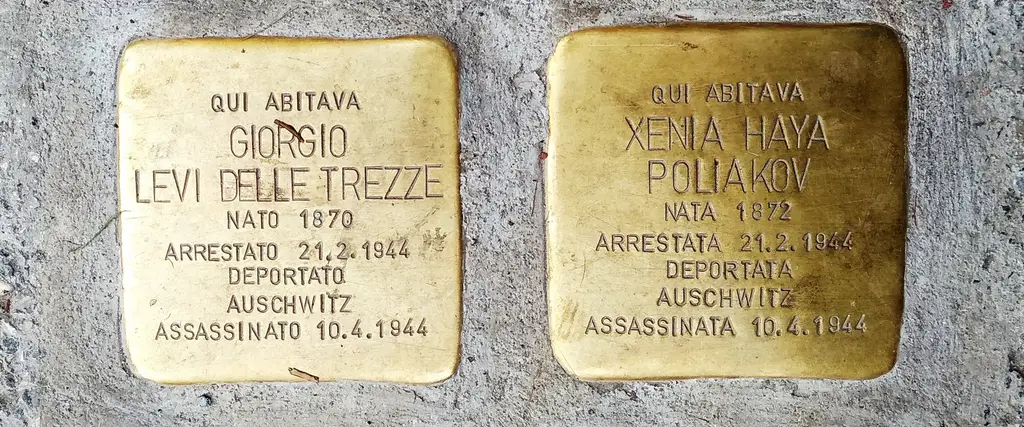 QUI ABITAVA
GIORGIO
LEVI DELLE TREZZE
NATO 1870
ARRESTATO 21.2.1944
DEPORTATO
AUSCHWITZ
ASSASSINATO 10.4.1944
QUI ABITAVA
XENIA HAYA
POLIAKOV
NATA 1872
ARRESTATA 21.2.1944
DEPORTATA
AUSCHWITZ
ASSASSINATA 10.4.1944